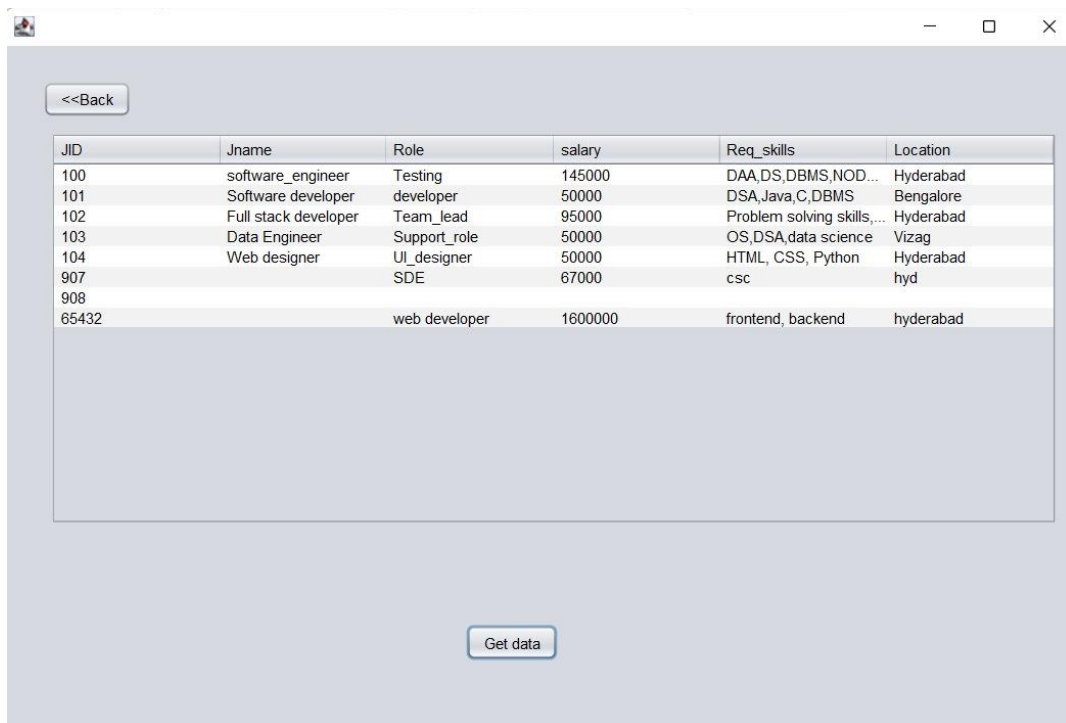 <<Back
JID Jname Role salary Req_skills Location
100 software_engineer Testing 145000 DAA,DS,DBMS,NOD... Hyderabad
101 Software developer developer 50000 DSA,Java,C,DBMS Bengalore
102 Full stack developer Team_lead 95000 Problem solving skills,... Hyderabad
103 Data Engineer Support_role 50000 OS,DSA,data science Vizag
104 Web designer UI_designer 50000 HTML, CSS, Python Hyderabad
907 SDE 67000 csc hyd
908
65432 web developer 1600000 frontend, backend hyderabad
Get data